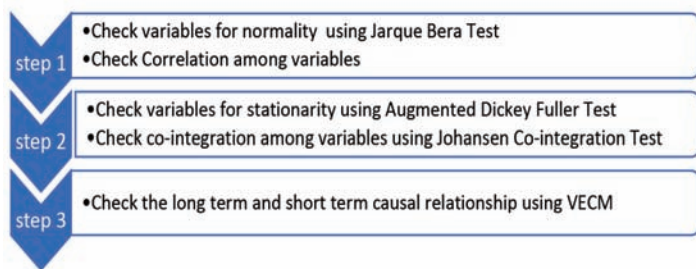 step 1
•Check variables for normality using Jarque Bera Test
•Check Correlation among variables
step 2
•Check variables for stationarity using Augmented Dickey Fuller Test
•Check co-integration among variables using Johansen Co-integration Test
step 3
•Check the long term and short term causal relationship using VECM